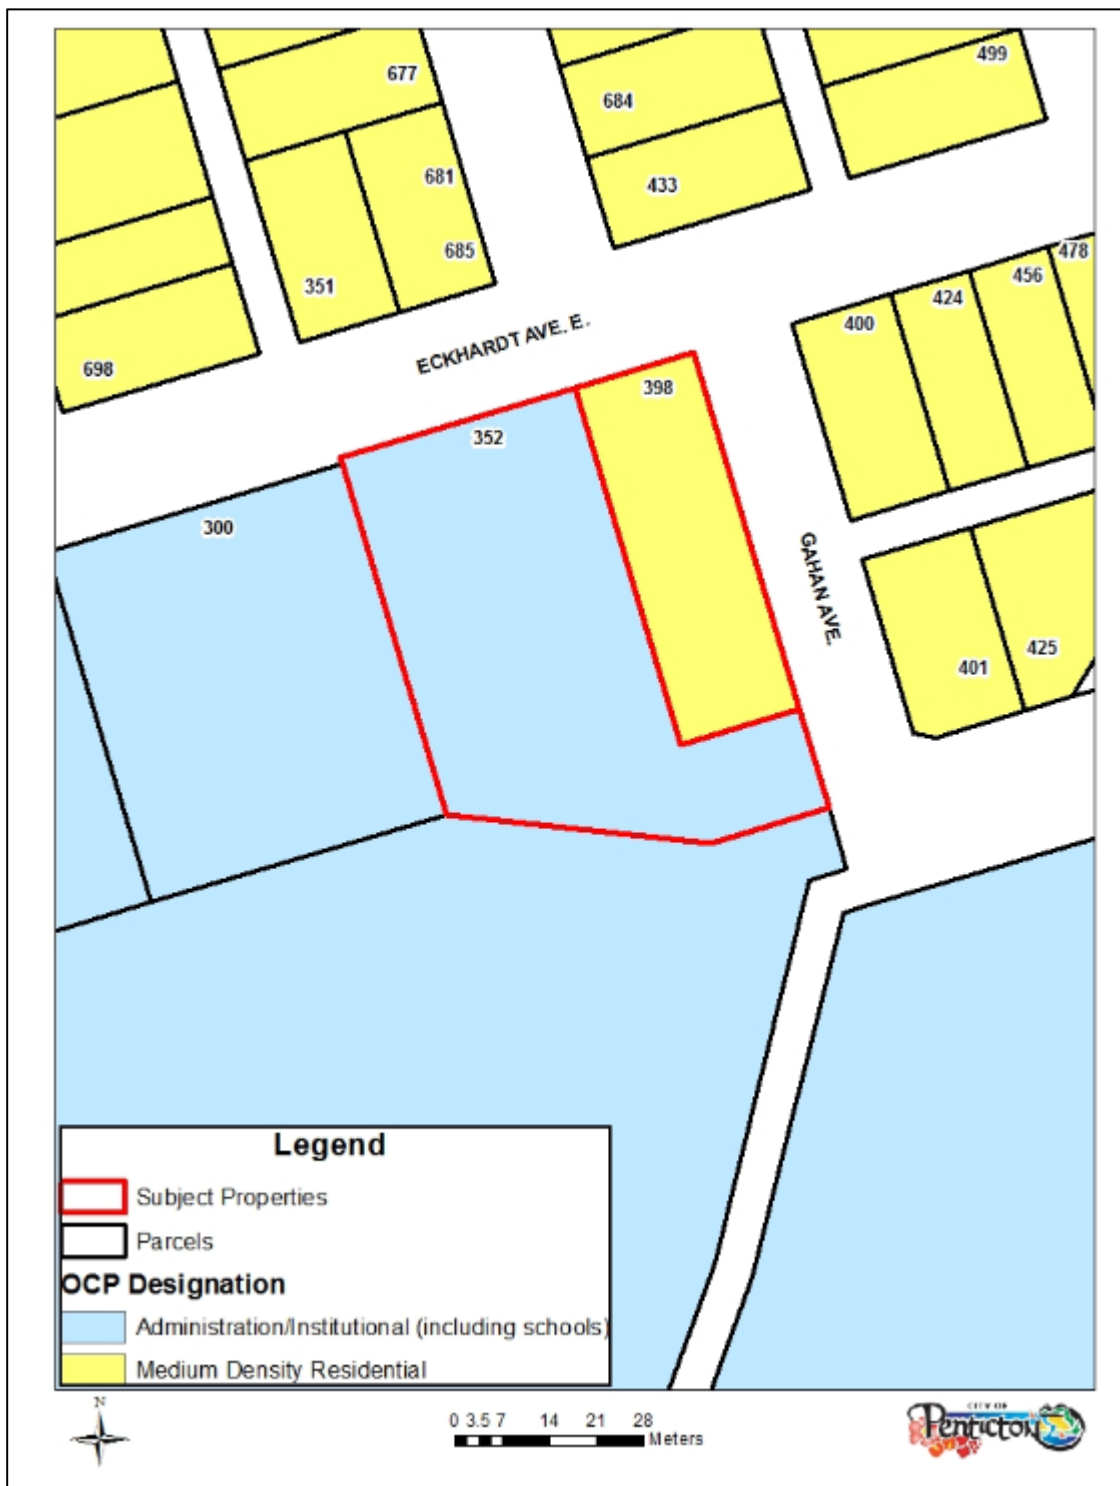 499
677
684
681
433
685
478
456
351
424
400
ECKHARDT AVE. E.
698
398
352
300
GAHAN AVE.
425
401
Legend
Subject Properties
Parcels
OCP Designation
Administration/Institutional (including schools)
Medium Density Residential
N
0 3.5 7 14 21 28
Meters
CITY OF
Penticton